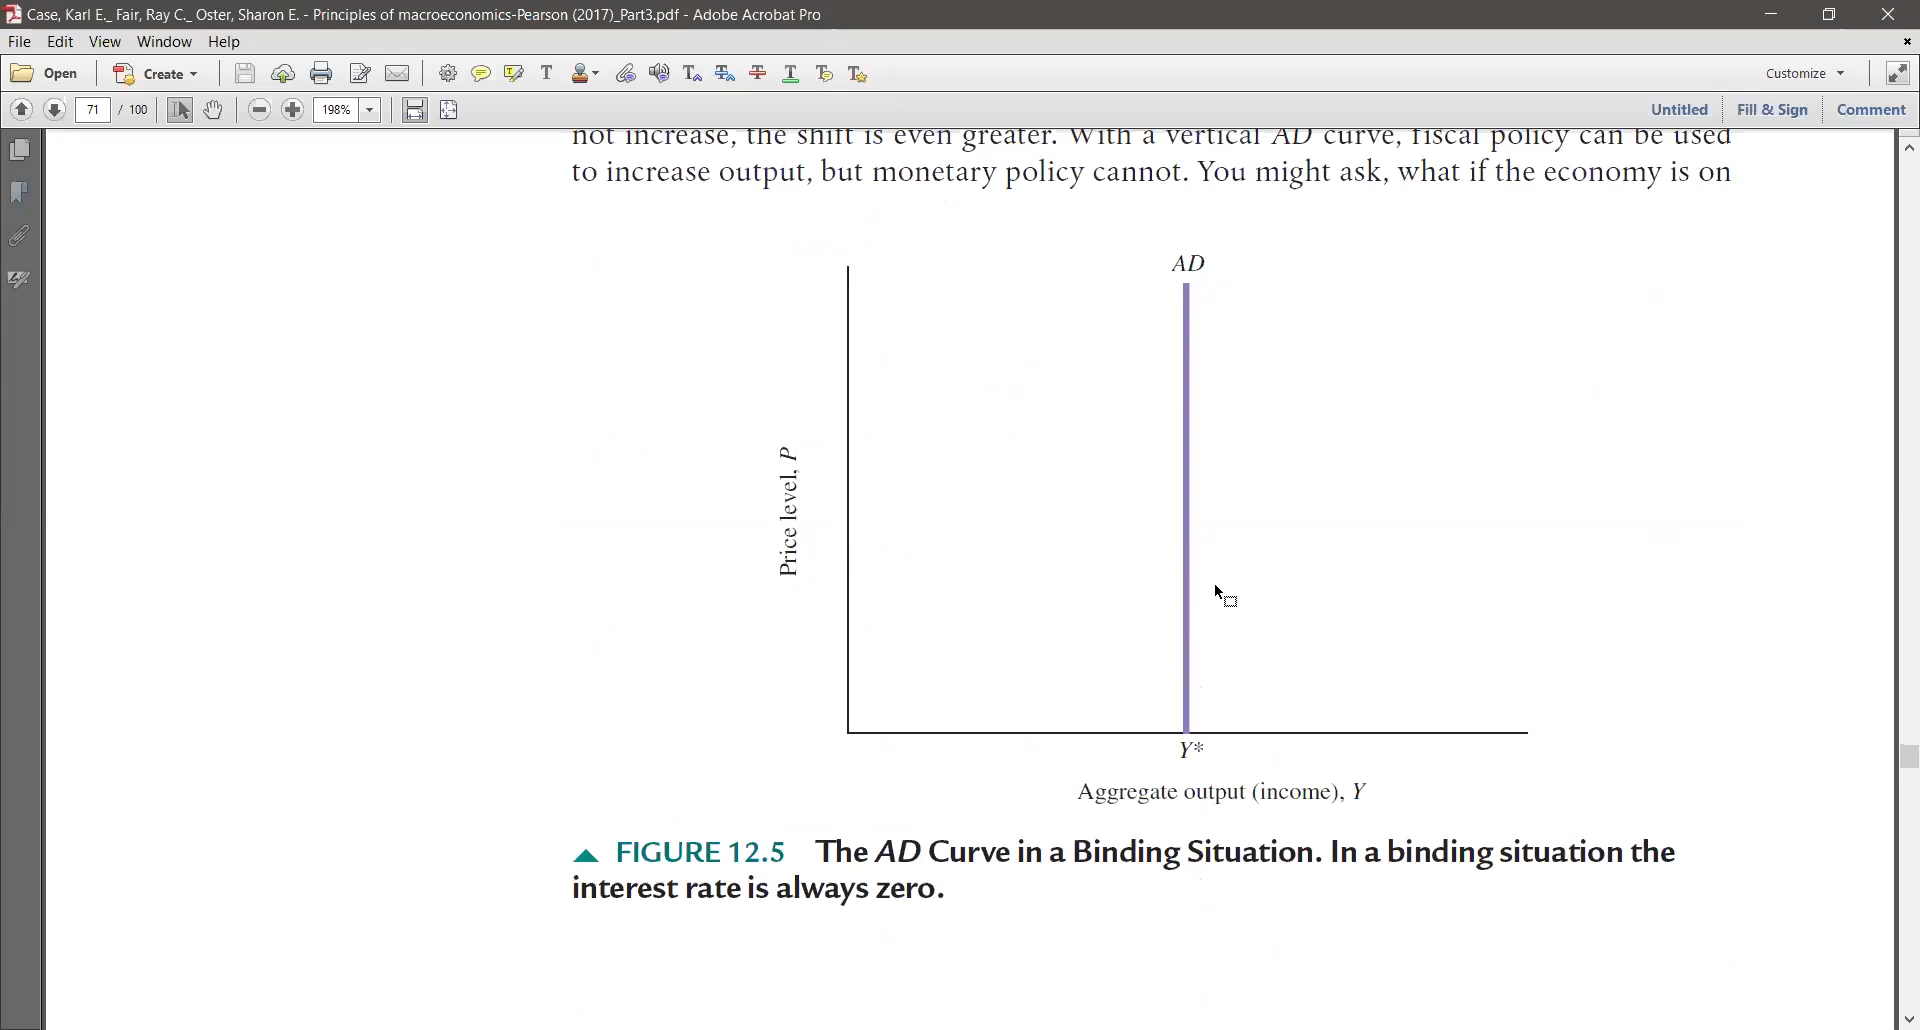 Case, Karl E._ Fair, Ray C._ Oster, Sharon E. - Principles of macroeconomics-Pearson (2017)_Part3.pdf - Adobe Acrobat Pro
File Edit View Window Help
Open Create Customize
71 / 100 198% Untitled Fill & Sign Comment
not increase, the shift is even greater. With a vertical AD curve, fiscal policy can be used
to increase output, but monetary policy cannot. You might ask, what if the economy is on
AD
Price level, P
Y*
Aggregate output (income), Y
▲ FIGURE 12.5 The AD Curve in a Binding Situation. In a binding situation the
interest rate is always zero.